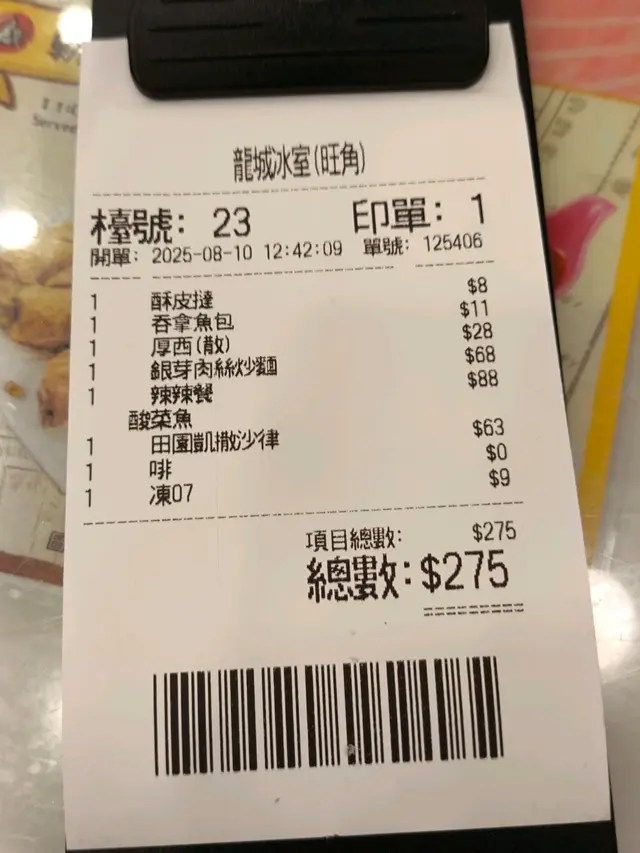 龍城冰室(旺角)
檯號: 23 印單: 1
開單: 2025-08-10 12:42:09 單號: 125406
1 酥皮撻 $8
1 吞拿魚包 $11
1 厚西(散) $28
1 銀芽肉絲炒麵 $68
1 辣辣餐 $88
酸菜魚
1 田園凱撒沙律 $63
1 啡 $0
1 凍07 $9
項目總數: $275
總數: $275